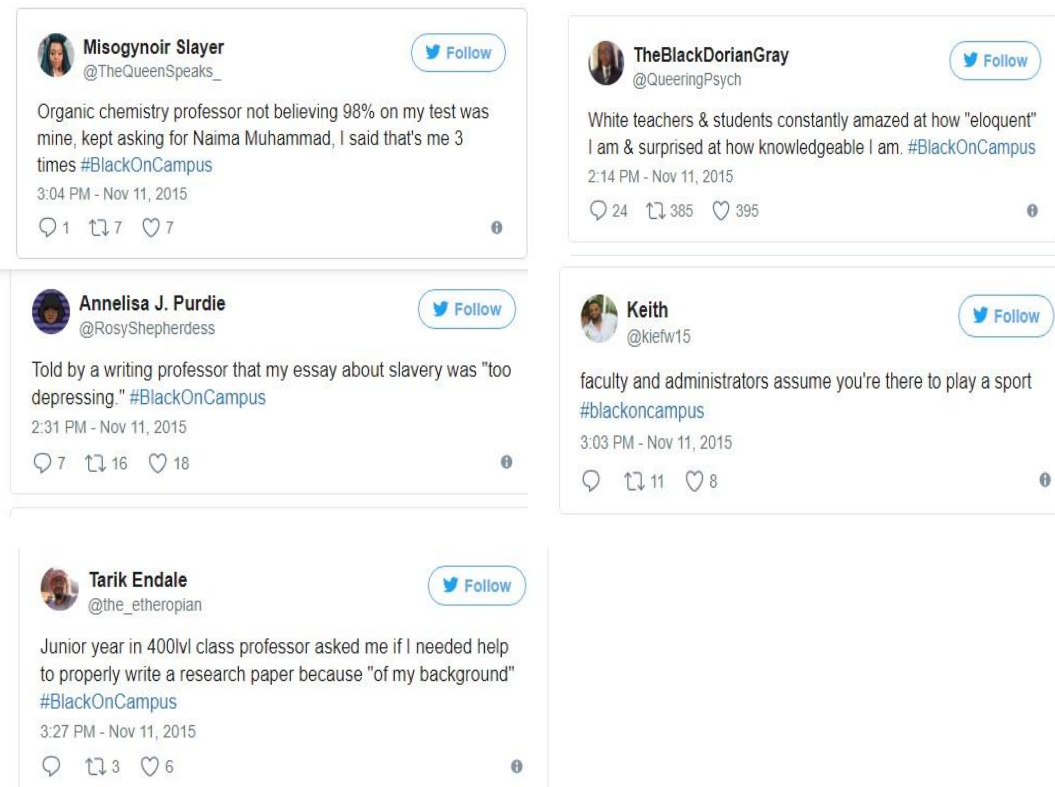 Misogynoir Slayer
@TheQueenSpeaks_
Follow
Organic chemistry professor not believing 98% on my test was
mine, kept asking for Naima Muhammad, I said that's me 3
times #BlackOnCampus
3:04 PM - Nov 11, 2015
1 7 7
TheBlackDorianGray
@QueeringPsych
Follow
White teachers & students constantly amazed at how "eloquent"
I am & surprised at how knowledgeable I am. #BlackOnCampus
2:14 PM - Nov 11, 2015
24 385 395
Annelisa J. Purdie
@RosyShepherdess
Follow
Told by a writing professor that my essay about slavery was "too
depressing." #BlackOnCampus
2:31 PM - Nov 11, 2015
7 16 18
Keith
@kiefw15
Follow
faculty and administrators assume you're there to play a sport
#blackoncampus
3:03 PM - Nov 11, 2015
11 8
Tarik Endale
@the_etheropian
Follow
Junior year in 400lvl class professor asked me if I needed help
to properly write a research paper because "of my background"
#BlackOnCampus
3:27 PM - Nov 11, 2015
3 6